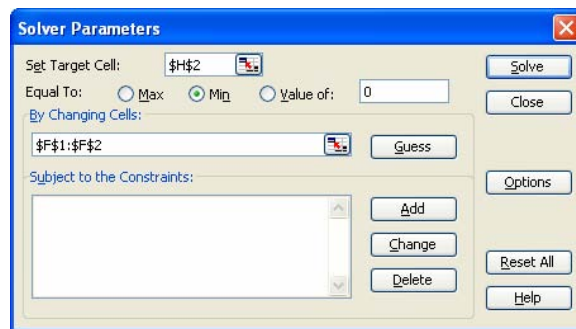 Solver Parameters
Set Target Cell: $H$2 Solve
Equal To: Max Min Value of: 0 Close
By Changing Cells:
$F$1:$F$2 Guess
Subject to the Constraints: Options
Add
Change
Reset All
Delete
Help